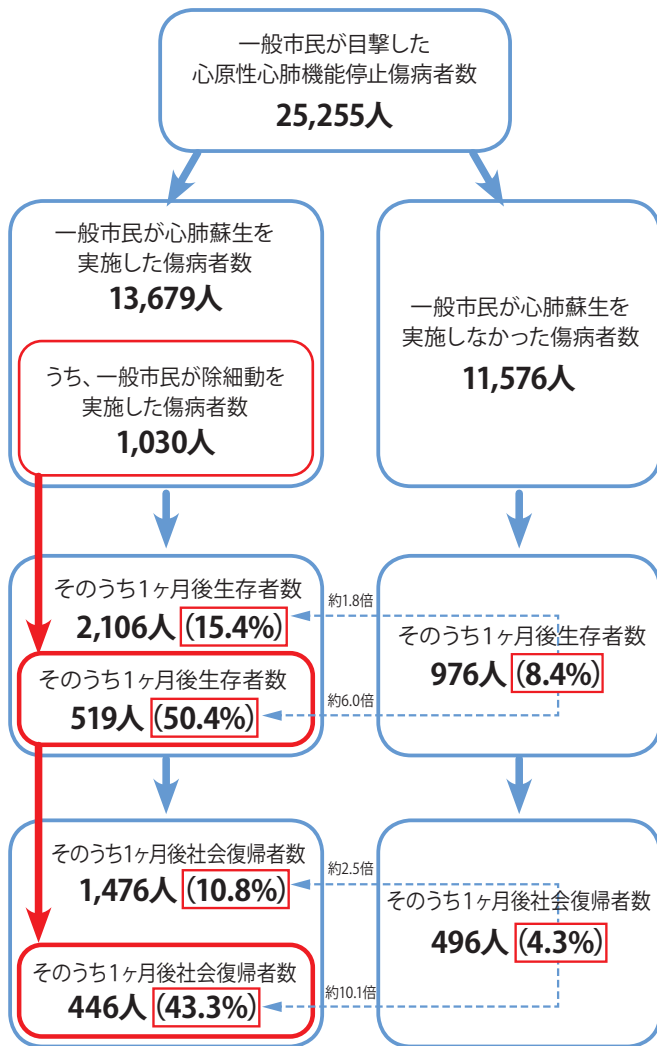 一般市民が目撃した
心原性心肺機能停止傷病者数
25,255人
一般市民が心肺蘇生を
実施した傷病者数
13,679人
うち、一般市民が除細動を
実施した傷病者数
1,030人
一般市民が心肺蘇生を
実施しなかった傷病者数
11,576人
そのうち1ヶ月後生存者数
2,106人 (15.4%)
そのうち1ヶ月後生存者数
519人 (50.4%)
約1.8倍
約6.0倍
そのうち1ヶ月後生存者数
976人 (8.4%)
そのうち1ヶ月後社会復帰者数
1,476人 (10.8%)
そのうち1ヶ月後社会復帰者数
446人 (43.3%)
約2.5倍
約10.1倍
そのうち1ヶ月後社会復帰者数
496人 (4.3%)